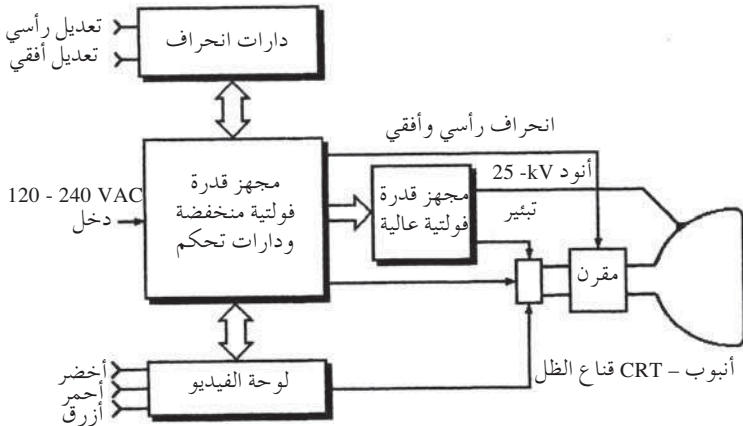 تعديل رأسي
تعديل أفقي
دارات انحراف
انحراف رأسي وأفقي
120 - 240 VAC
دخل
مجهز قدرة
فولتية منخفضة
ودارات تحكم
مجهز قدرة
فولتية عالية
أنود 25 -kV
تبئير
مقرن
أخضر
أحمر
أزرق
لوحة الفيديو
أنبوب – CRT قناع الظل